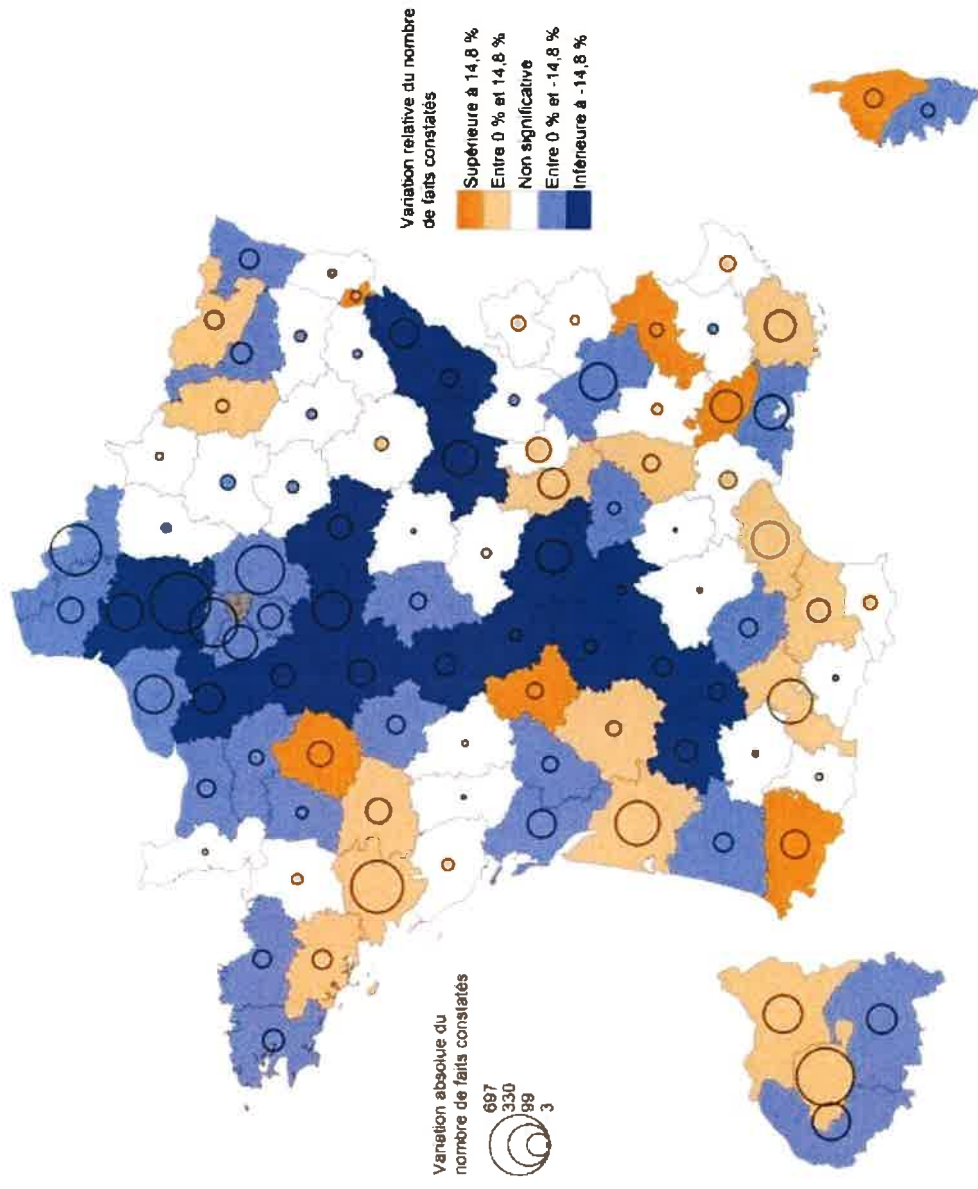 Variation relative du nombre
de faits constatés
Supérieure à 14,8 %
Entre 0 % et 14,8 %
Non significative
Entre 0 % et -14,8 %
Inférieure à -14,8 %
Variation absolue du
nombre de faits constatés
697
330
99
3